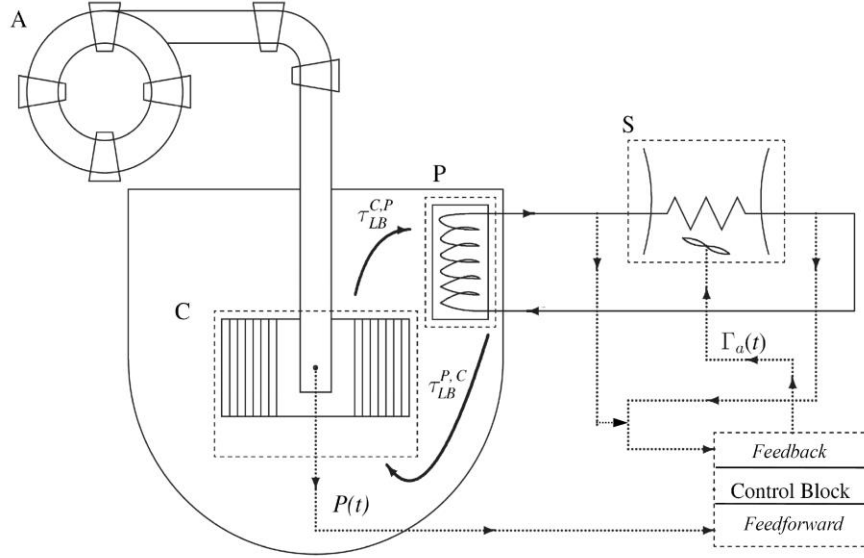 A
S
P
τ_{LB}^{C,P}
C
Γ_a(t)
τ_{LB}^{P,C}
Feedback
P(t)
Control Block
Feedforward